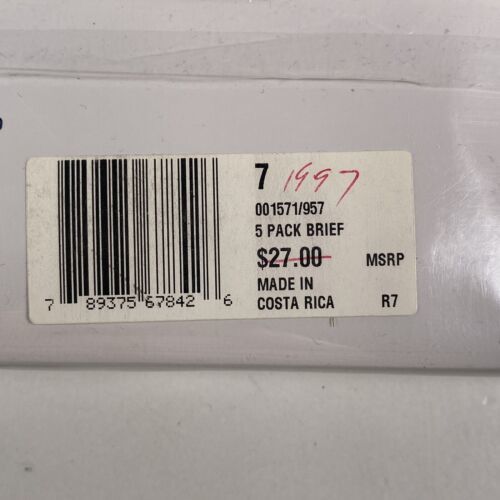 7 1997
001571/957
5 PACK BRIEF
$27.00 MSRP
MADE IN
COSTA RICA R7
7 89375 67842 6